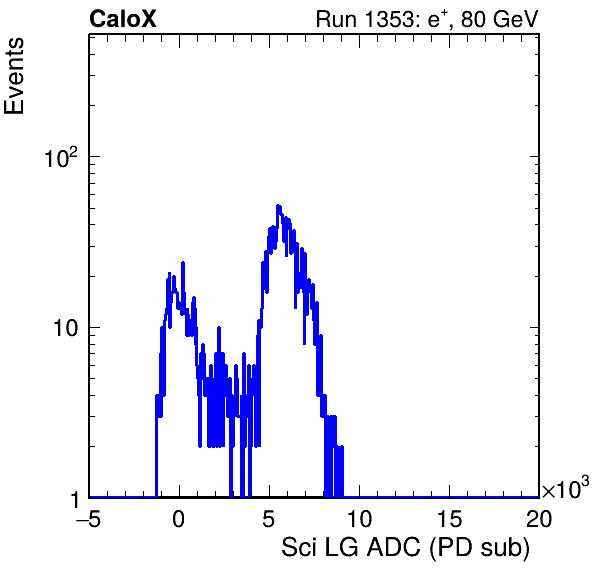 CaloX Run 1353: e⁺, 80 GeV
Events
10²
10
1
−5 0 5 10 15 20
×10³
Sci LG ADC (PD sub)